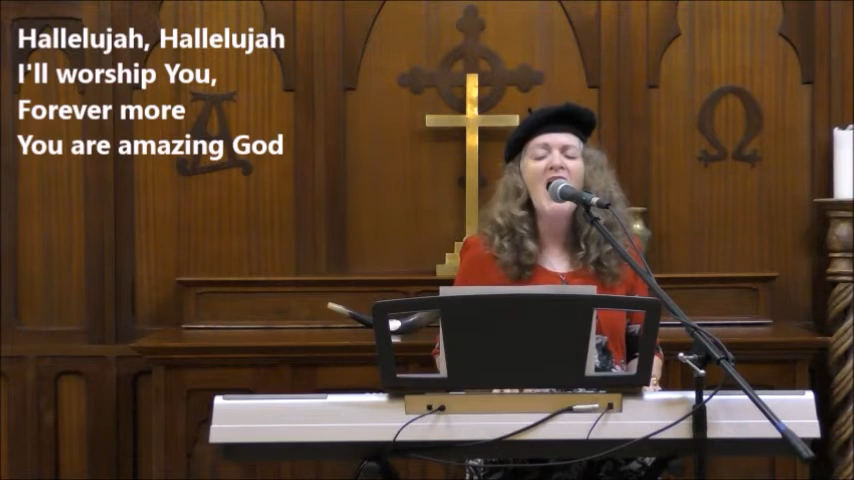 Hallelujah, Hallelujah
I'll worship You,
Forever more
You are amazing God